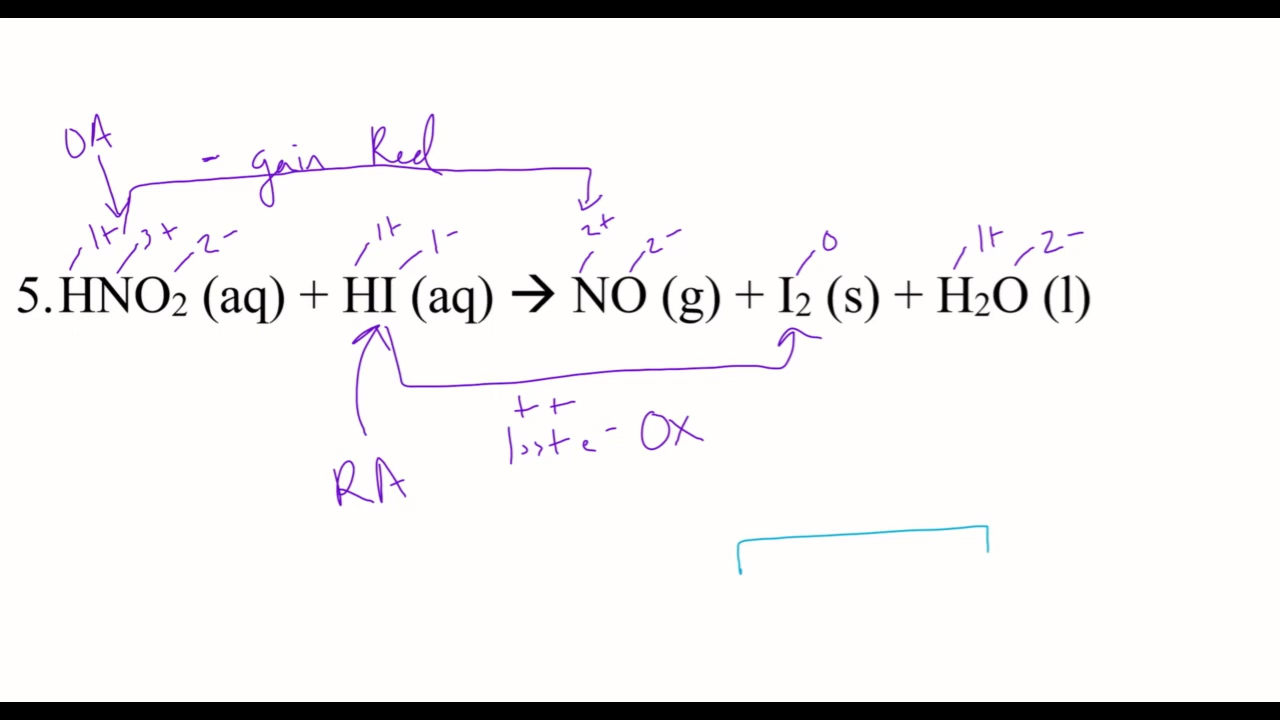 OA
- gain Red
1+ 3+ 2- 1+ 1- 2+ 2- 0 1+ 2-
5. HNO₂ (aq) + HI (aq) → NO (g) + I₂ (s) + H₂O (l)
++
lost e- OX
RA